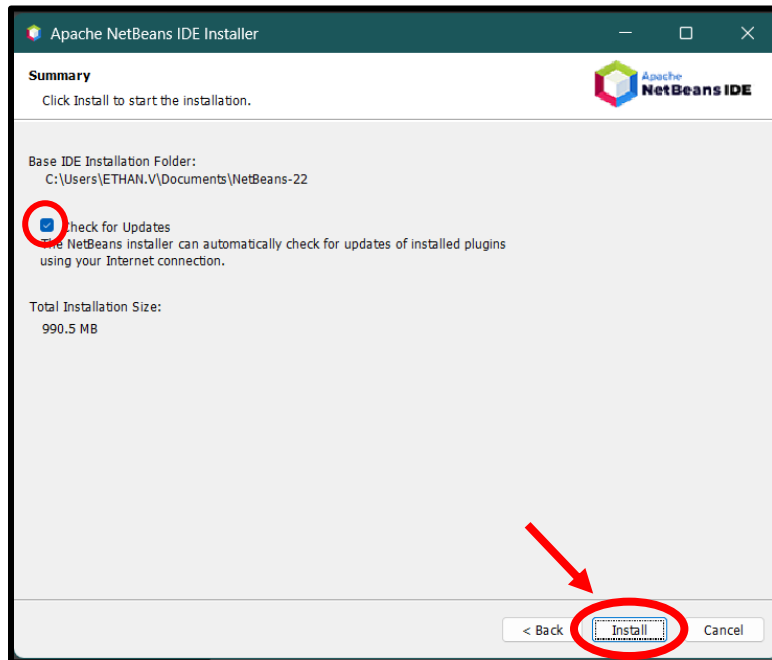 Apache NetBeans IDE Installer
Summary
Click Install to start the installation.
Apache
NetBeans IDE
Base IDE Installation Folder:
C:\Users\ETHAN.V\Documents\NetBeans-22
Check for Updates
The NetBeans installer can automatically check for updates of installed plugins
using your Internet connection.
Total Installation Size:
990.5 MB
< Back Install Cancel